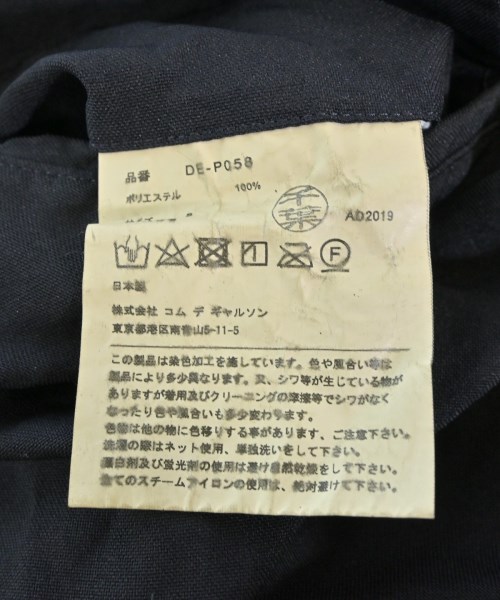 品番 DE-P058
ポリエステル 100%
千葉 AD2019
F
日本製
株式会社 コム デ ギャルソン
東京都港区南青山5-11-5
この製品は染色加工を施しています。色や風合い等は
製品により多少異なります。又、シワ等が生じている物が
ありますが着用及びクリーニングの摩擦等でシワがなく
なったり色や風合いも多少変わります。
色物は他の物に色移りする事があります、ご注意下さい。
洗濯の際はネット使用、単独洗いをして下さい。
蛋白剤及び蛍光剤の使用は避け自然乾燥をして下さい。
全てのスチームアイロンの使用は、絶対避けて下さい。